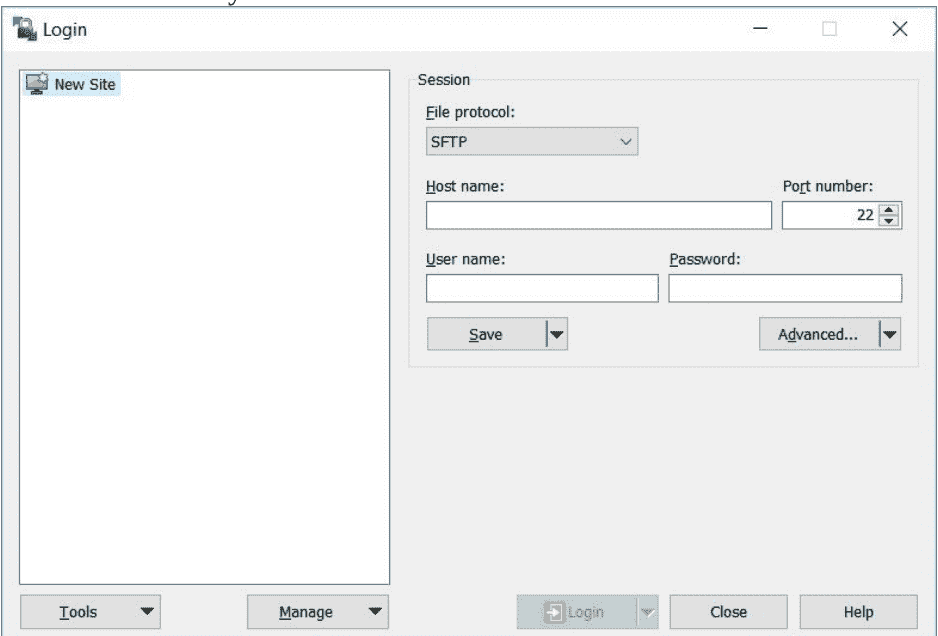 Login
New Site
Session
File protocol:
SFTP
Host name:
Port number:
22
User name:
Password:
Save
Advanced...
Tools
Manage
Login
Close
Help